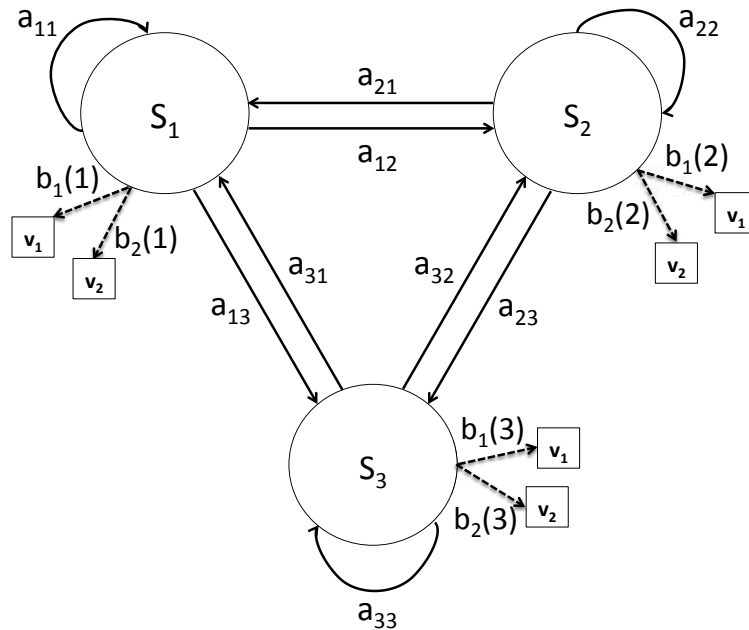 a₁₁
a₂₂
S₁
a₂₁
S₂
a₁₂
b₁(1)
b₂(1)
v₁
v₂
b₁(2)
b₂(2)
v₁
v₂
a₃₁
a₃₂
a₁₃
a₂₃
S₃
b₁(3)
v₁
b₂(3)
v₂
a₃₃